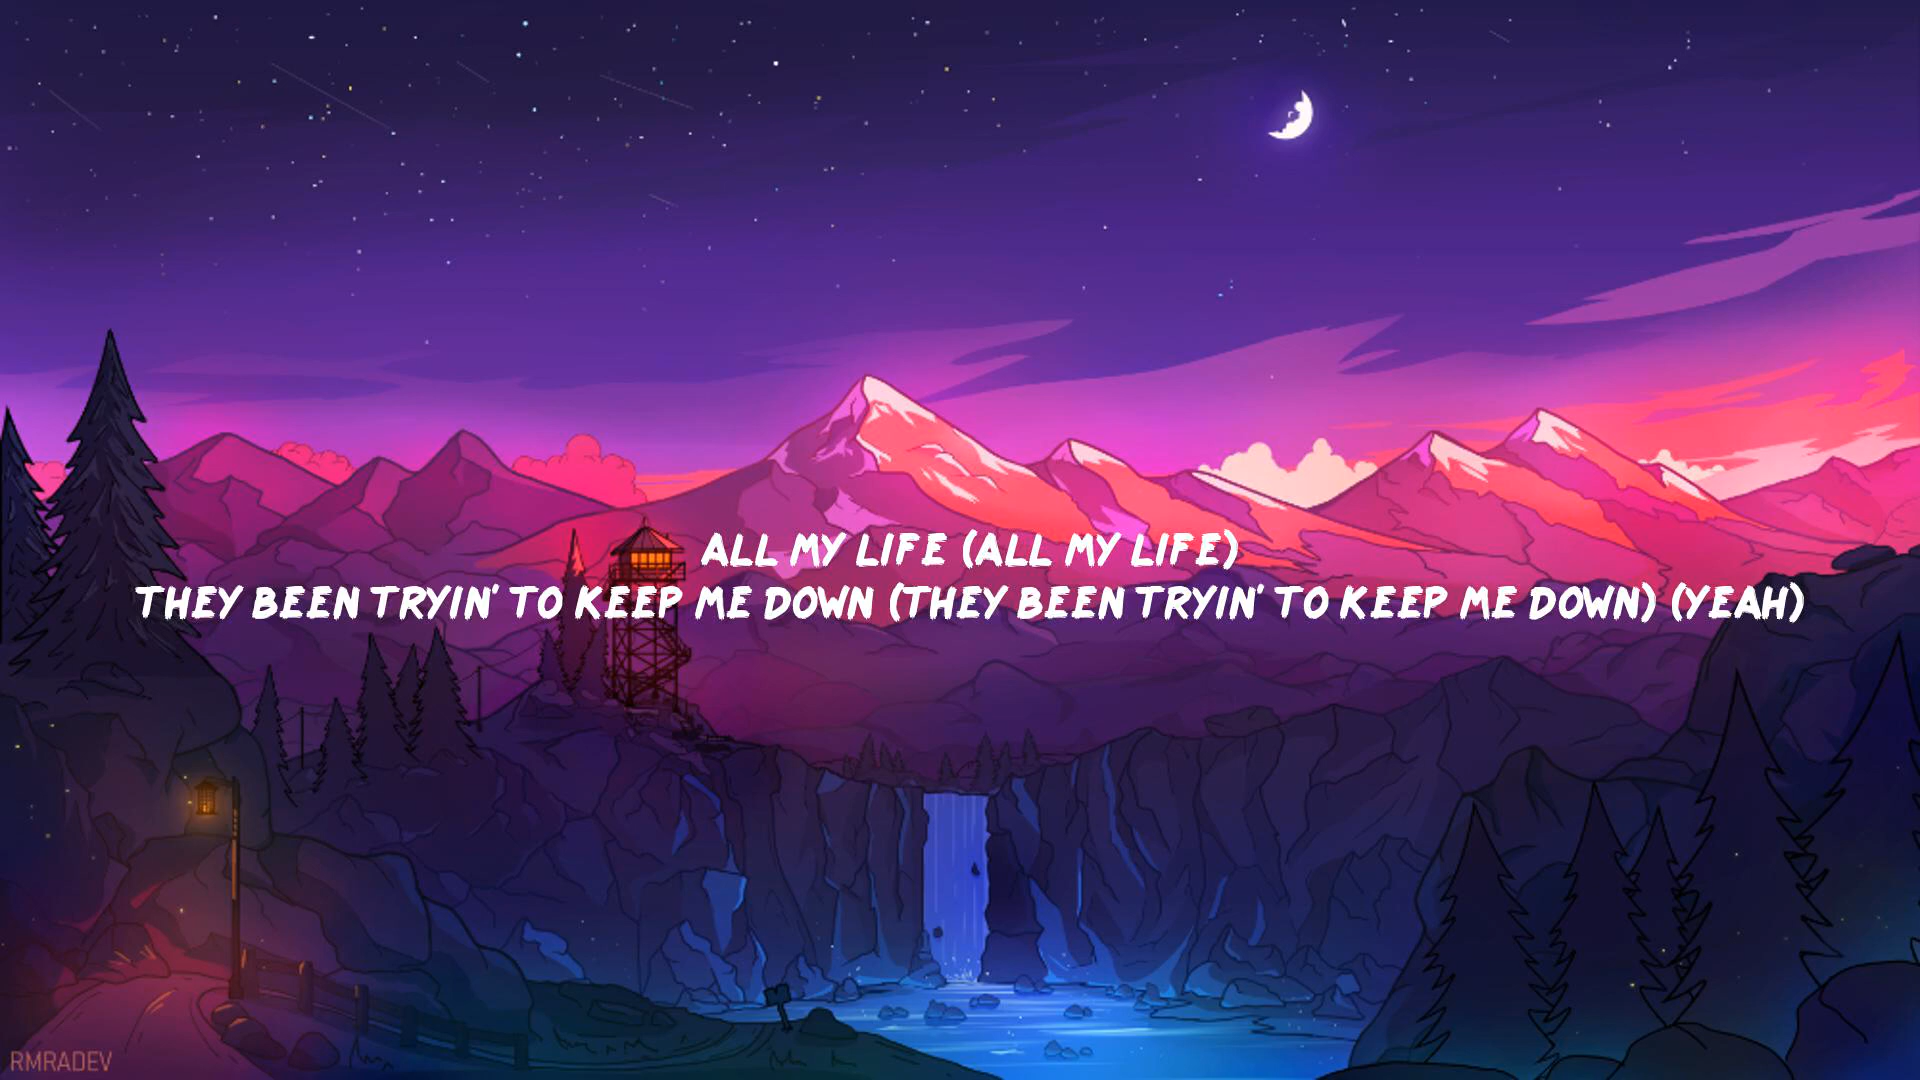 ALL MY LIFE (ALL MY LIFE)
THEY BEEN TRYIN' TO KEEP ME DOWN (THEY BEEN TRYIN' TO KEEP ME DOWN) (YEAH)
RMRADEV